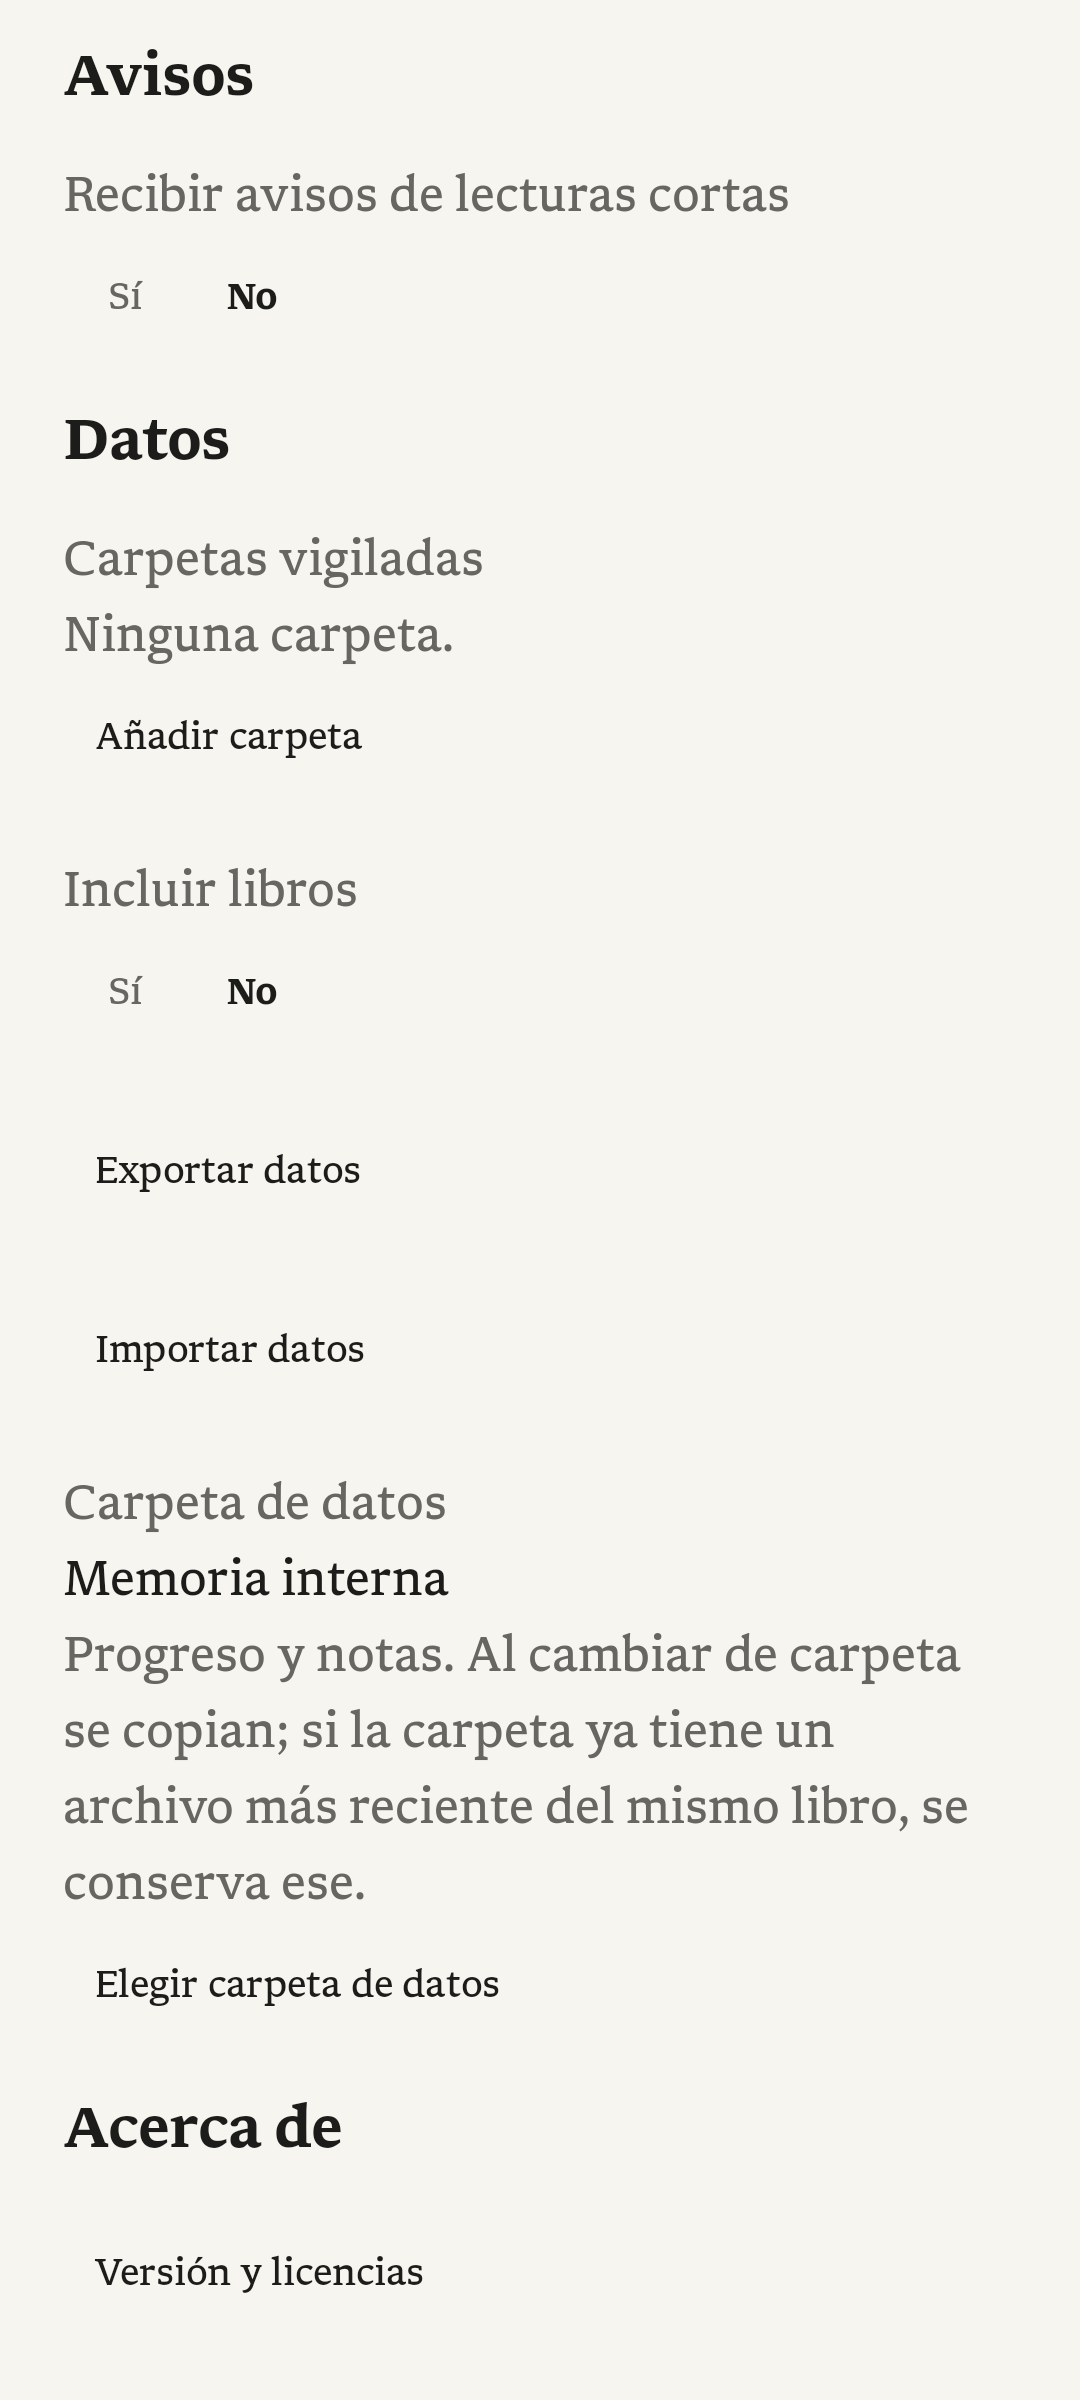 Avisos
Recibir avisos de lecturas cortas
Sí No
Datos
Carpetas vigiladas
Ninguna carpeta.
Añadir carpeta
Incluir libros
Sí No
Exportar datos
Importar datos
Carpeta de datos
Memoria interna
Progreso y notas. Al cambiar de carpeta
se copian; si la carpeta ya tiene un
archivo más reciente del mismo libro, se
conserva ese.
Elegir carpeta de datos
Acerca de
Versión y licencias